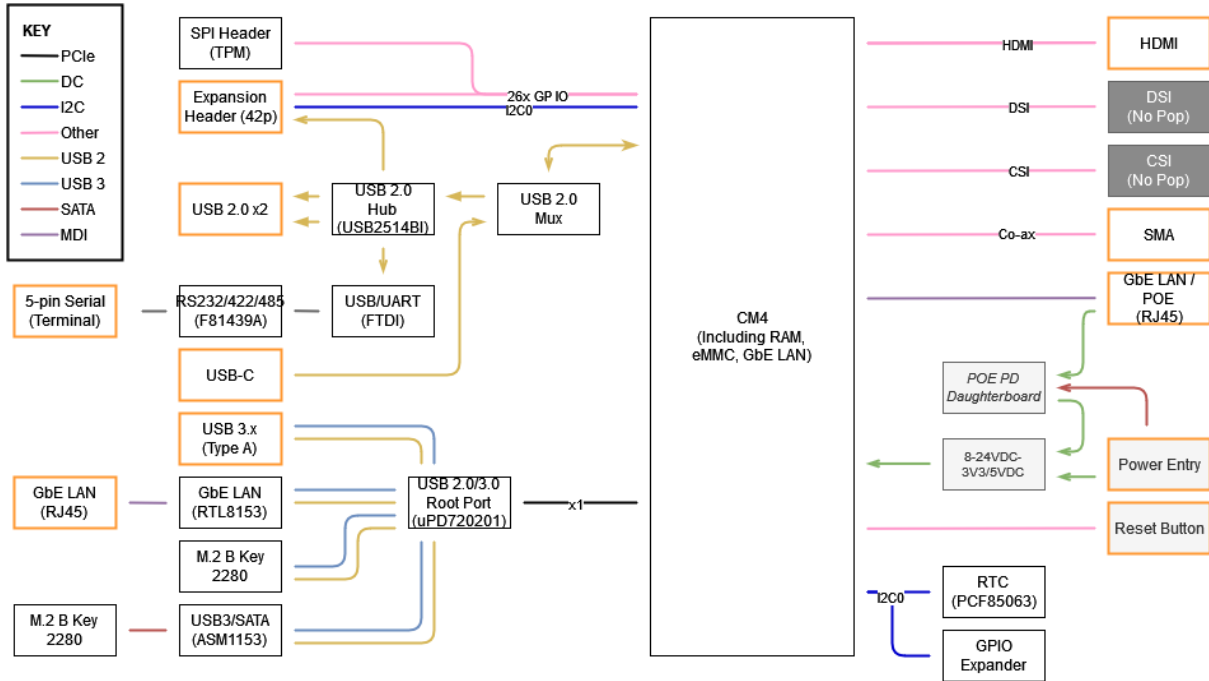 KEY
PCIe
DC
I2C
Other
USB 2
USB 3
SATA
MDI
SPI Header
(TPM)
Expansion
Header (42p)
26x GPIO
I2C0
USB 2.0 x2
USB 2.0
Hub
(USB2514BI)
USB 2.0
Mux
5-pin Serial
(Terminal)
RS232/422/485
(F81439A)
USB/UART
(FTDI)
USB-C
USB 3.x
(Type A)
GbE LAN
(RJ45)
GbE LAN
(RTL8153)
USB 2.0/3.0
Root Port
(uPD720201)
x1
M.2 B Key
2280
M.2 B Key
2280
USB3/SATA
(ASM1153)
CM4
(Including RAM,
eMMC, GbE LAN)
HDMI
HDMI
DSI
DSI
(No Pop)
CSI
CSI
(No Pop)
Co-ax
SMA
GbE LAN /
POE
(RJ45)
POE PD
Daughterboard
8-24VDC-
3V3/5VDC
Power Entry
Reset Button
I2C0
RTC
(PCF85063)
GPIO
Expander